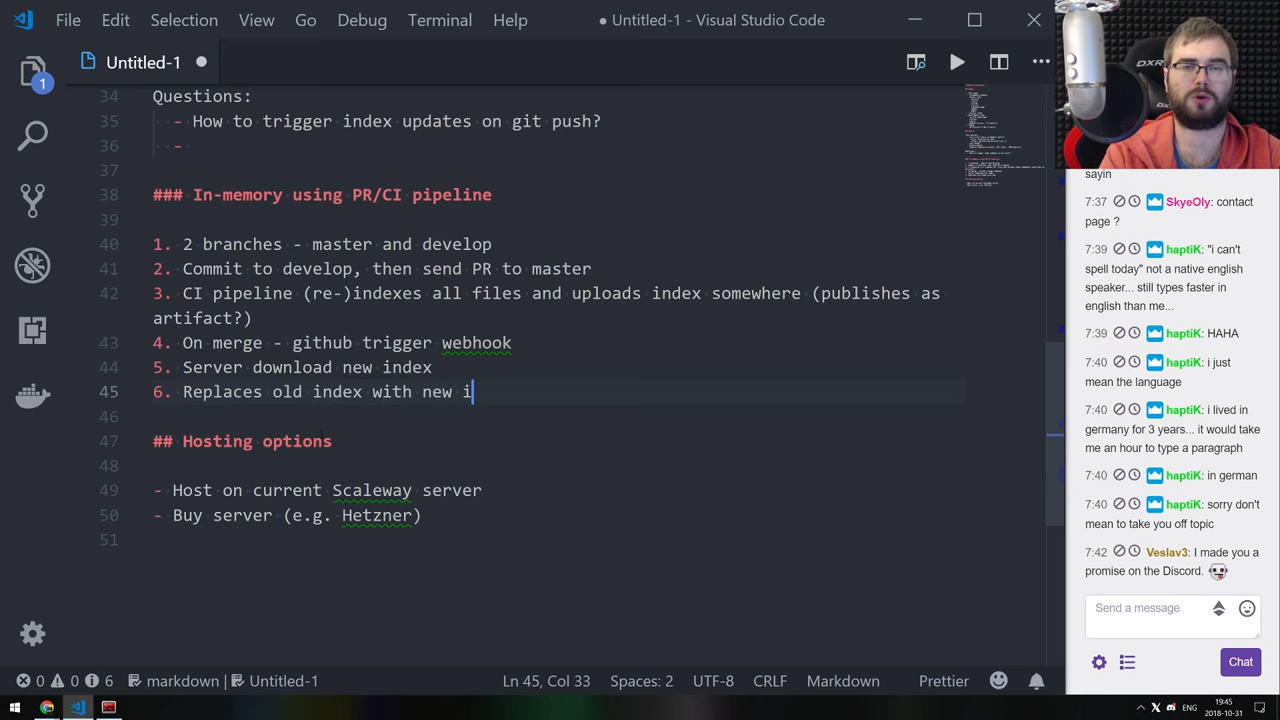 File Edit Selection View Go Debug Terminal Help ● Untitled-1 - Visual Studio Code
1
Untitled-1
34 Questions:
35 - How to trigger index updates on git push?
36 -
37
38 ### In-memory using PR/CI pipeline
39
40 1. 2 branches - master and develop
41 2. Commit to develop, then send PR to master
42 3. CI pipeline (re-)indexes all files and uploads index somewhere (publishes as
artifact?)
43 4. On merge - github trigger webhook
44 5. Server download new index
45 6. Replaces old index with new i
46
47 ## Hosting options
48
49 - Host on current Scaleway server
50 - Buy server (e.g. Hetzner)
51
0 0 6 markdown Untitled-1 Ln 45, Col 33 Spaces: 2 UTF-8 CRLF Markdown Prettier
DXR
sayin
7:37 SkyeOly: contact
page ?
7:39 haptiK: "i can't
spell today" not a native english
speaker... still types faster in
english than me...
7:39 haptiK: HAHA
7:40 haptiK: i just
mean the language
7:40 haptiK: i lived in
germany for 3 years... it would take
me an hour to type a paragraph
7:40 haptiK: in german
7:40 haptiK: sorry don't
mean to take you off topic
7:42 Veslav3: I made you a
promise on the Discord.
Send a message
Chat
ENG
19:45
2018-10-31